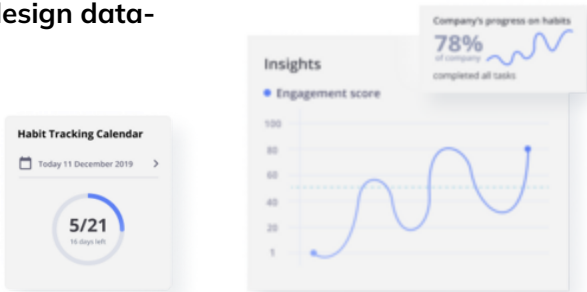 design data-
Company's progress on habits
78%
of company
completed all tasks
Insights
Engagement score
100
80
60
40
20
1
Habit Tracking Calendar
Today 11 December 2019
5/21
16 days left